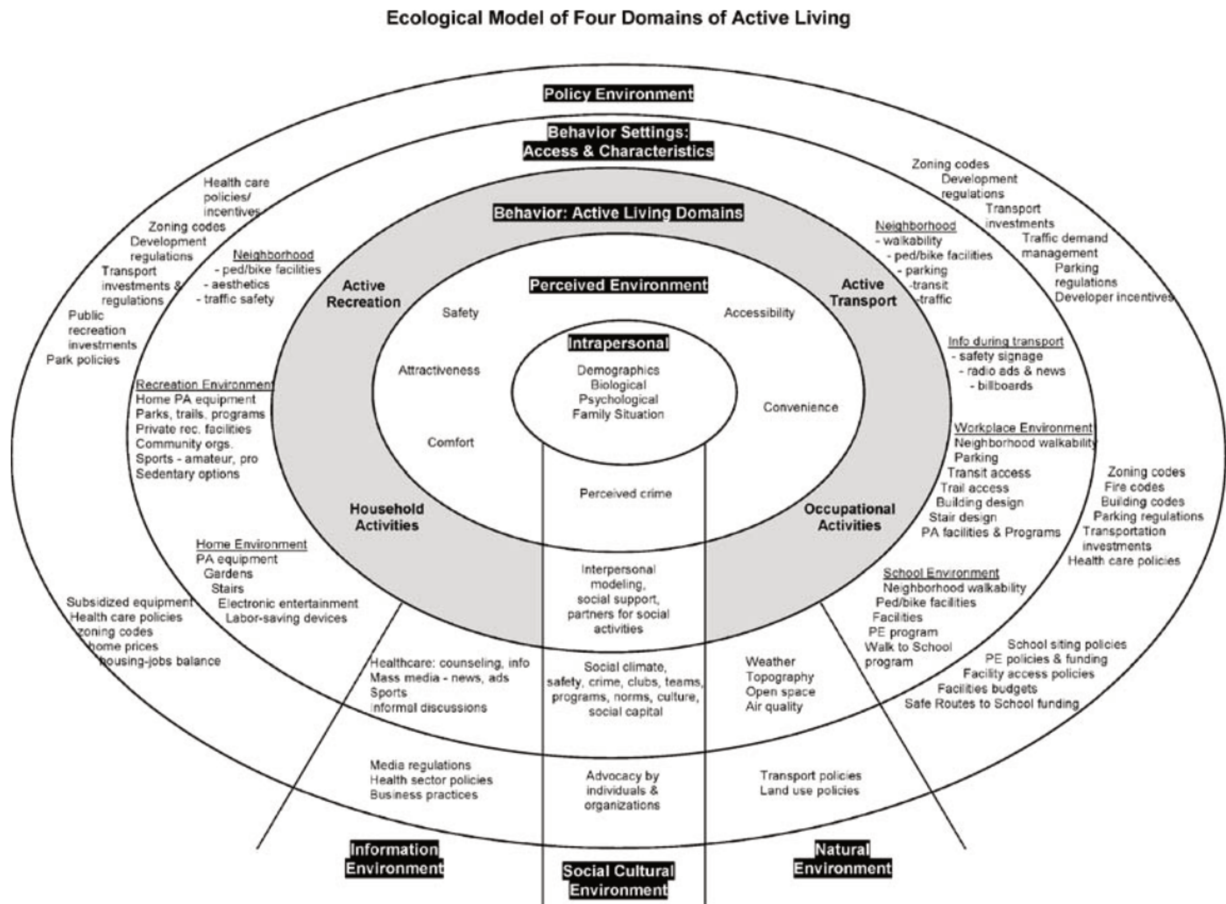 Ecological Model of Four Domains of Active Living
Policy Environment
Behavior Settings:
Access & Characteristics
Behavior: Active Living Domains
Perceived Environment
Intrapersonal
Demographics
Biological
Psychological
Family Situation
Safety
Attractiveness
Comfort
Accessibility
Convenience
Perceived crime
Active
Recreation
Active
Transport
Household
Activities
Occupational
Activities
Health care
policies/
incentives
Zoning codes
Development
regulations
Transport
investments &
regulations
Public
recreation
investments
Park policies
Neighborhood
- ped/bike facilities
- aesthetics
- traffic safety
Recreation Environment
Home PA equipment
Parks, trails. programs
Private rec. facilities
Community orgs.
Sports - amateur, pro
Sedentary options
Home Environment
PA equipment
Gardens
Stairs
Electronic entertainment
Labor-saving devices
Subsidized equipment
Health care policies
zoning codes
home prices
housing-jobs balance
Zoning codes
Development
regulations
Transport
investments
Traffic demand
management
Parking
regulations
Developer incentives
Neighborhood
- walkability
- ped/bike facilities
- parking
-transit
-traffic
Info during transport
- safety signage
- radio ads & news
- billboards
Workplace Environment
Neighborhood walkability
Parking
Transit access
Trail access
Building design
Stair design
PA facilities & Programs
Zoning codes
Fire codes
Building codes
Parking regulations
Transportation
investments
Health care policies
School Environment
Neighborhood walkability
Ped/bike facilities
Facilities
PE program
Walk to School
program
School siting policies
PE policies & funding
Facility access policies
Facilities budgets
Safe Routes to School funding
Interpersonal
modeling,
social support,
partners for social
activities
Healthcare: counseling, info
Mass media - news, ads
Sports
Informal discussions
Social climate,
safety, crime, clubs, teams,
programs, norms, culture,
social capital
Weather
Topography
Open space
Air quality
Media regulations
Health sector policies
Business practices
Advocacy by
individuals &
organizations
Transport policies
Land use policies
Information
Environment
Social Cultural
Environment
Natural
Environment